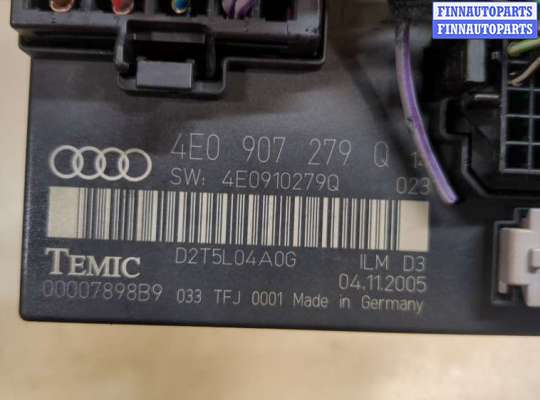 FINNAUTOPARTS
FINNAUTOPARTS
4E0 907 279 Q
SW: 4E0910279Q 023
D2T5L04A0G ILM D3
TEMIC 04.11.2005
00007898B9 033 TFJ 0001 Made in Germany